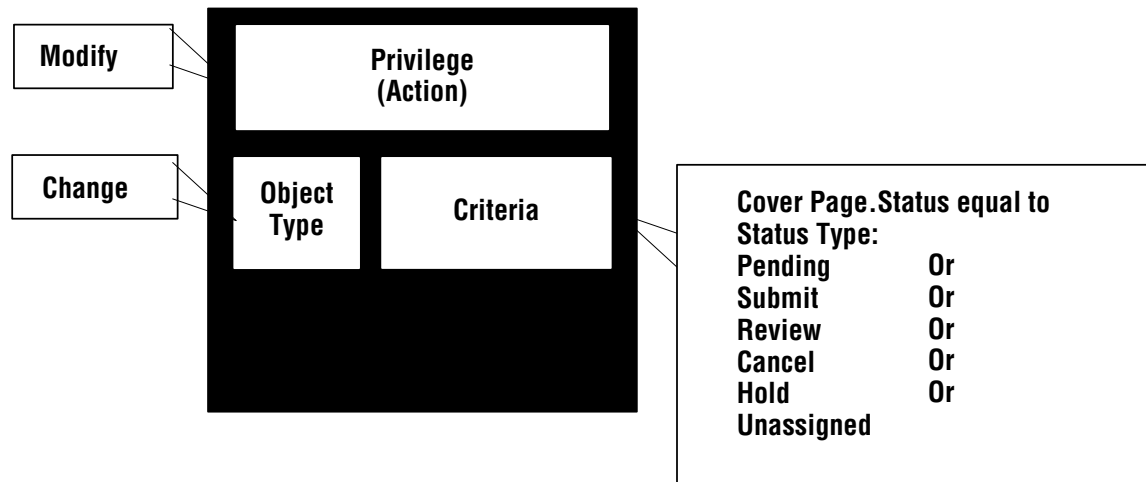 Modify
Privilege
(Action)
Change
Object
Type
Criteria
Cover Page.Status equal to
Status Type:
Pending Or
Submit Or
Review Or
Cancel Or
Hold Or
Unassigned